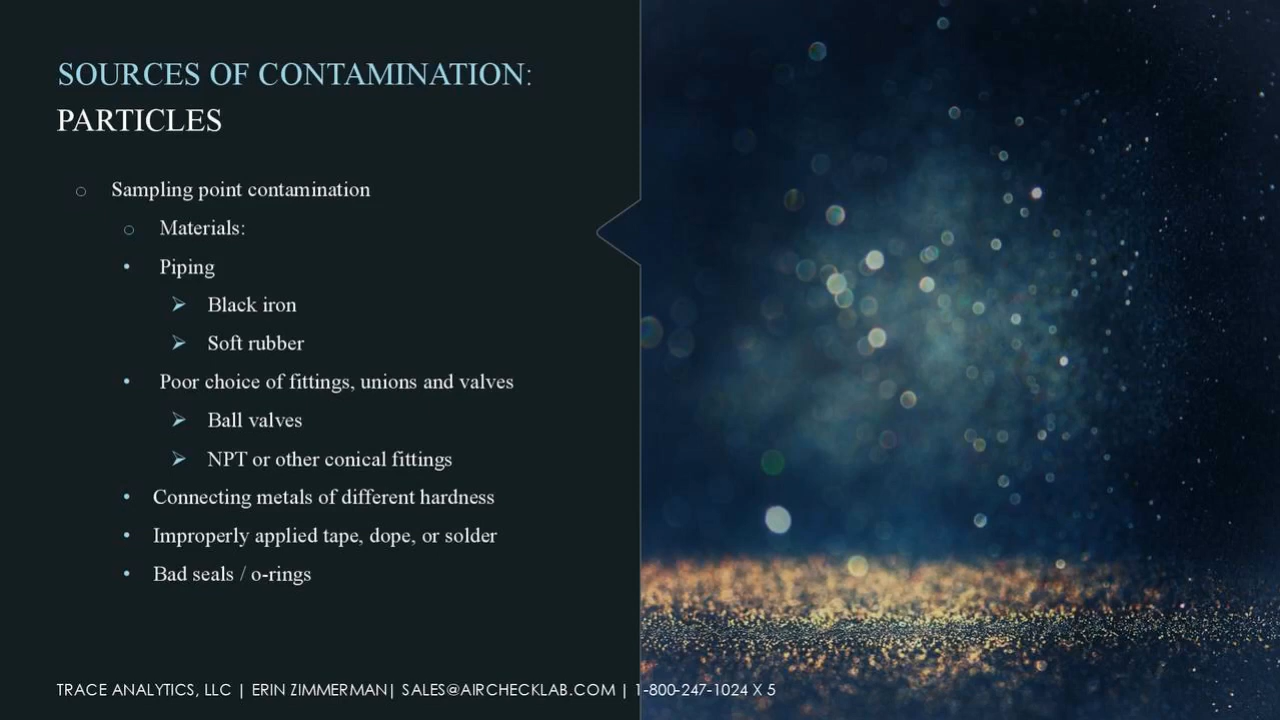 SOURCES OF CONTAMINATION:
PARTICLES
Sampling point contamination
Materials:
Piping
Black iron
Soft rubber
Poor choice of fittings, unions and valves
Ball valves
NPT or other conical fittings
Connecting metals of different hardness
Improperly applied tape, dope, or solder
Bad seals / o-rings
TRACE ANALYTICS, LLC | ERIN ZIMMERMAN| SALES@AIRCHECKLAB.COM | 1-800-247-1024 X 5